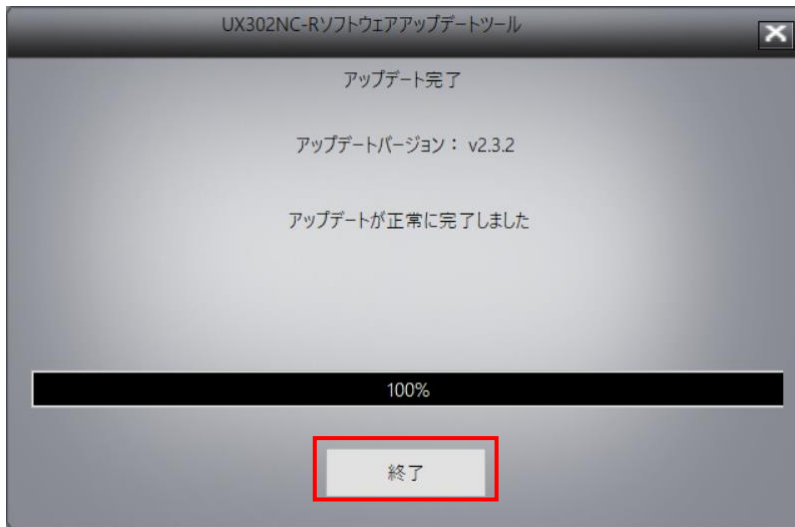 UX302NC-Rソフトウェアアップデートツール
アップデート完了
アップデートバージョン： v2.3.2
アップデートが正常に完了しました
100%
終了